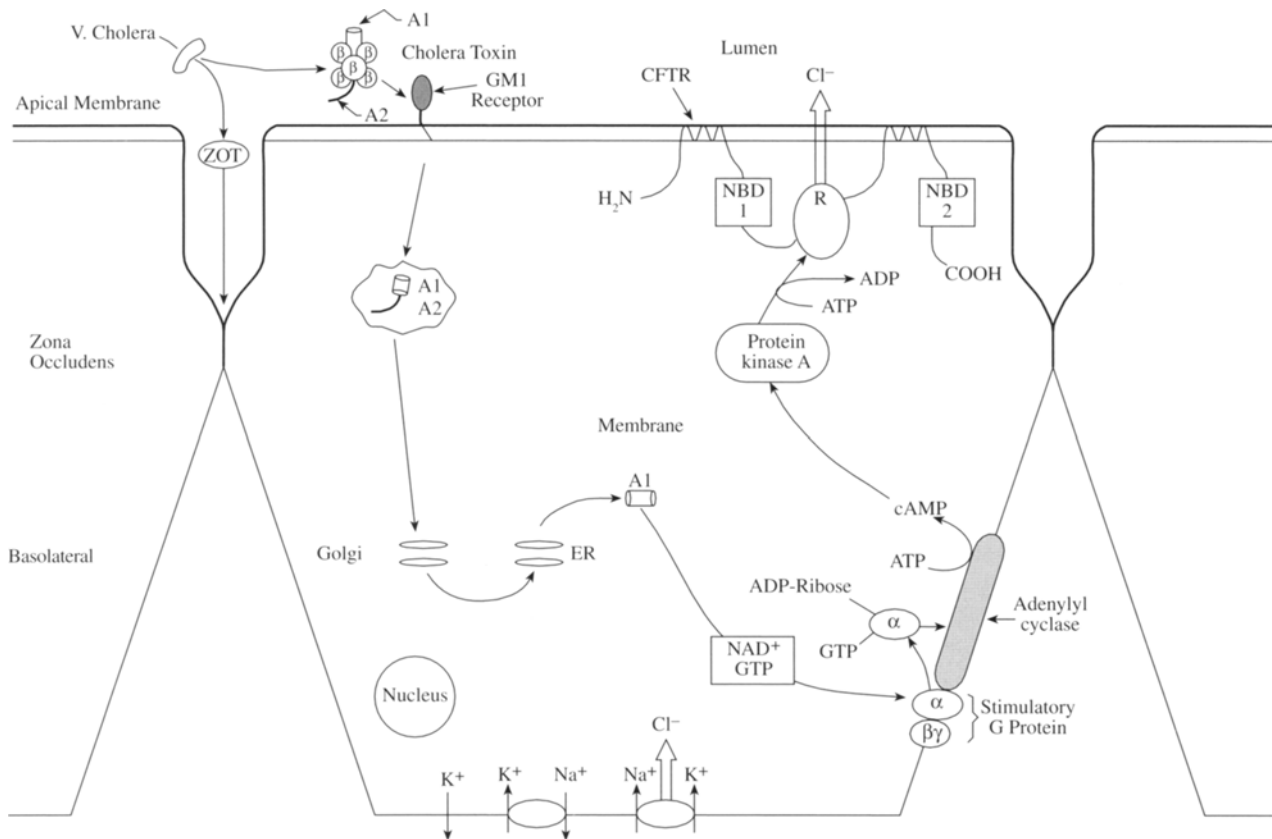 A1
V. Cholera
Lumen
β
β
β
β
β
Cholera Toxin
CFTR
Cl⁻
GM1
Receptor
A2
Apical Membrane
ZOT
H₂N
NBD
1
R
NBD
2
COOH
A1
A2
ADP
ATP
Zona
Occludens
Protein
kinase A
Membrane
A1
cAMP
Basolateral
Golgi
ER
ATP
ADP-Ribose
α
Adenylyl
cyclase
GTP
NAD⁺
GTP
Nucleus
α
βγ
Stimulatory
G Protein
Cl⁻
K⁺
K⁺
Na⁺
Na⁺
K⁺